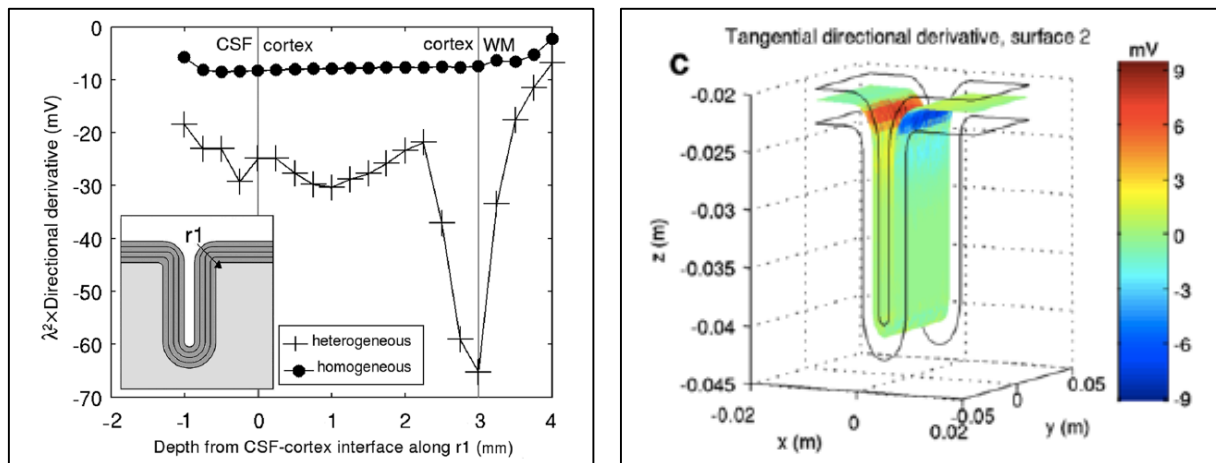 0
-10
-20
-30
-40
-50
-60
-70
-2
-1
0
1
2
3
4
λ²×Directional derivative (mV)
Depth from CSF-cortex interface along r1 (mm)
CSF cortex
cortex WM
r1
heterogeneous
homogeneous
Tangential directional derivative, surface 2
C
mV
9
6
3
0
-3
-6
-9
-0.02
-0.025
-0.03
-0.035
-0.04
-0.045
z (m)
-0.02
0
0.02
x (m)
-0.05
0
0.05
y (m)